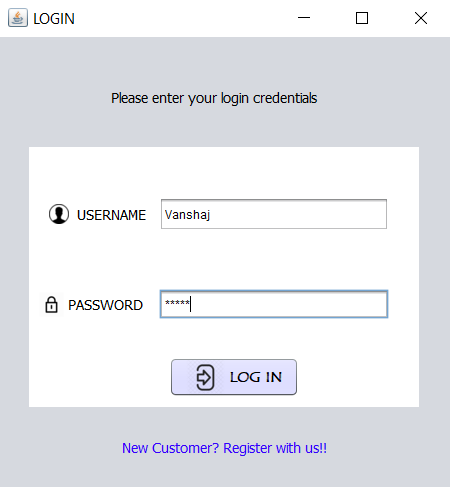 LOGIN
Please enter your login credentials
USERNAME Vanshaj
PASSWORD *****
LOG IN
New Customer? Register with us!!